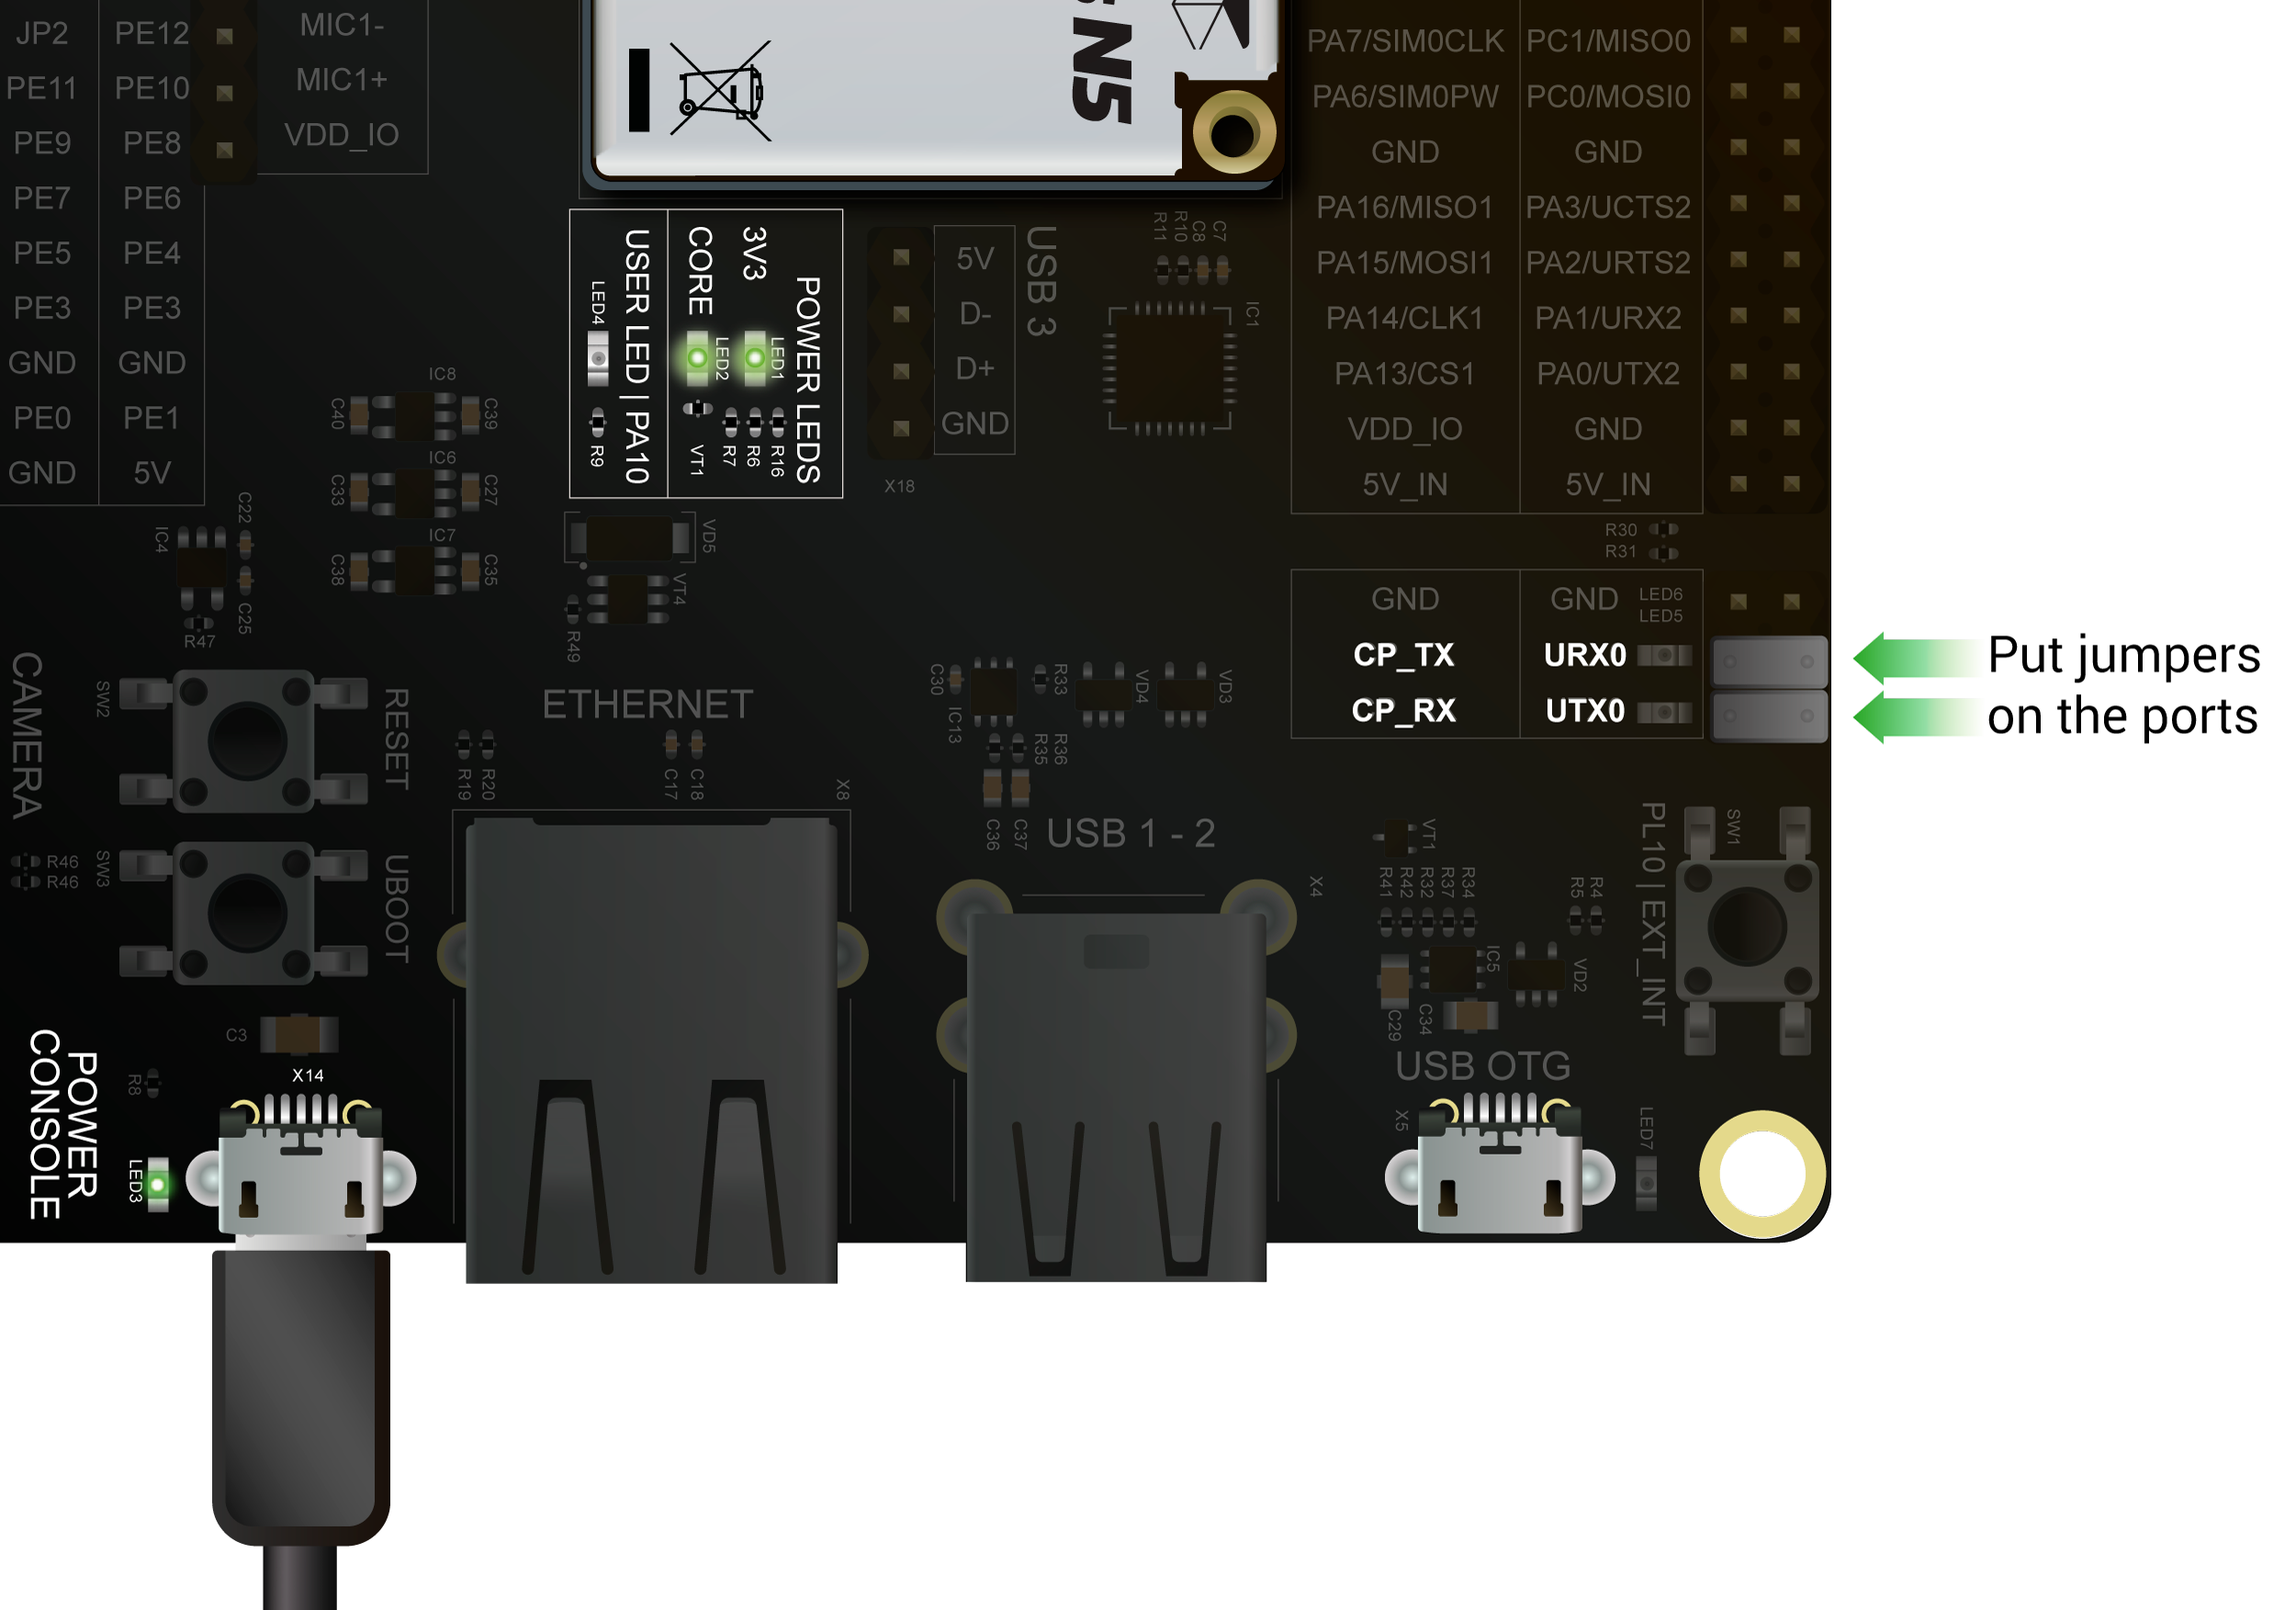 JP2 PE12
PE11 PE10
PE9 PE8
PE7 PE6
PE5 PE4
PE3 PE3
GND GND
PE0 PE1
GND 5V
MIC1-
MIC1+
VDD_IO
N5
PA7/SIM0CLK PC1/MISO0
PA6/SIM0PW PC0/MOSI0
GND GND
PA16/MISO1 PA3/UCTS2
PA15/MOSI1 PA2/URTS2
PA14/CLK1 PA1/URX2
PA13/CS1 PA0/UTX2
VDD_IO GND
5V_IN 5V_IN
R30
R31
GND GND LED6
LED5
CP_TX URX0
CP_RX UTX0
Put jumpers
on the ports
POWER LEDS
3V3
CORE
USER LED | PA10
LED4
LED2
LED1
R9
VT1
R7
R6
R16
5V
D-
D+
GND
USB 3
X18
R11
R10
C8
C7
IC1
IC8
C40
C39
IC6
C33
C27
IC7
C38
C35
IC4
C22
C25
R47
VD5
VT4
R49
CAMERA
SW2
RESET
SW3
UBOOT
R46
R46
ETHERNET
R19
R20
C17
C18
X8
C30
IC13
R33
VD4
VD3
R35
R36
C36
C37
USB 1 - 2
X4
VT1
R41
R42
R32
R37
R34
R5
R4
IC5
VD2
C29
C34
PL10 | EXT_INT
SW1
USB OTG
X5
LED7
C3
R8
X14
POWER
CONSOLE
LED3